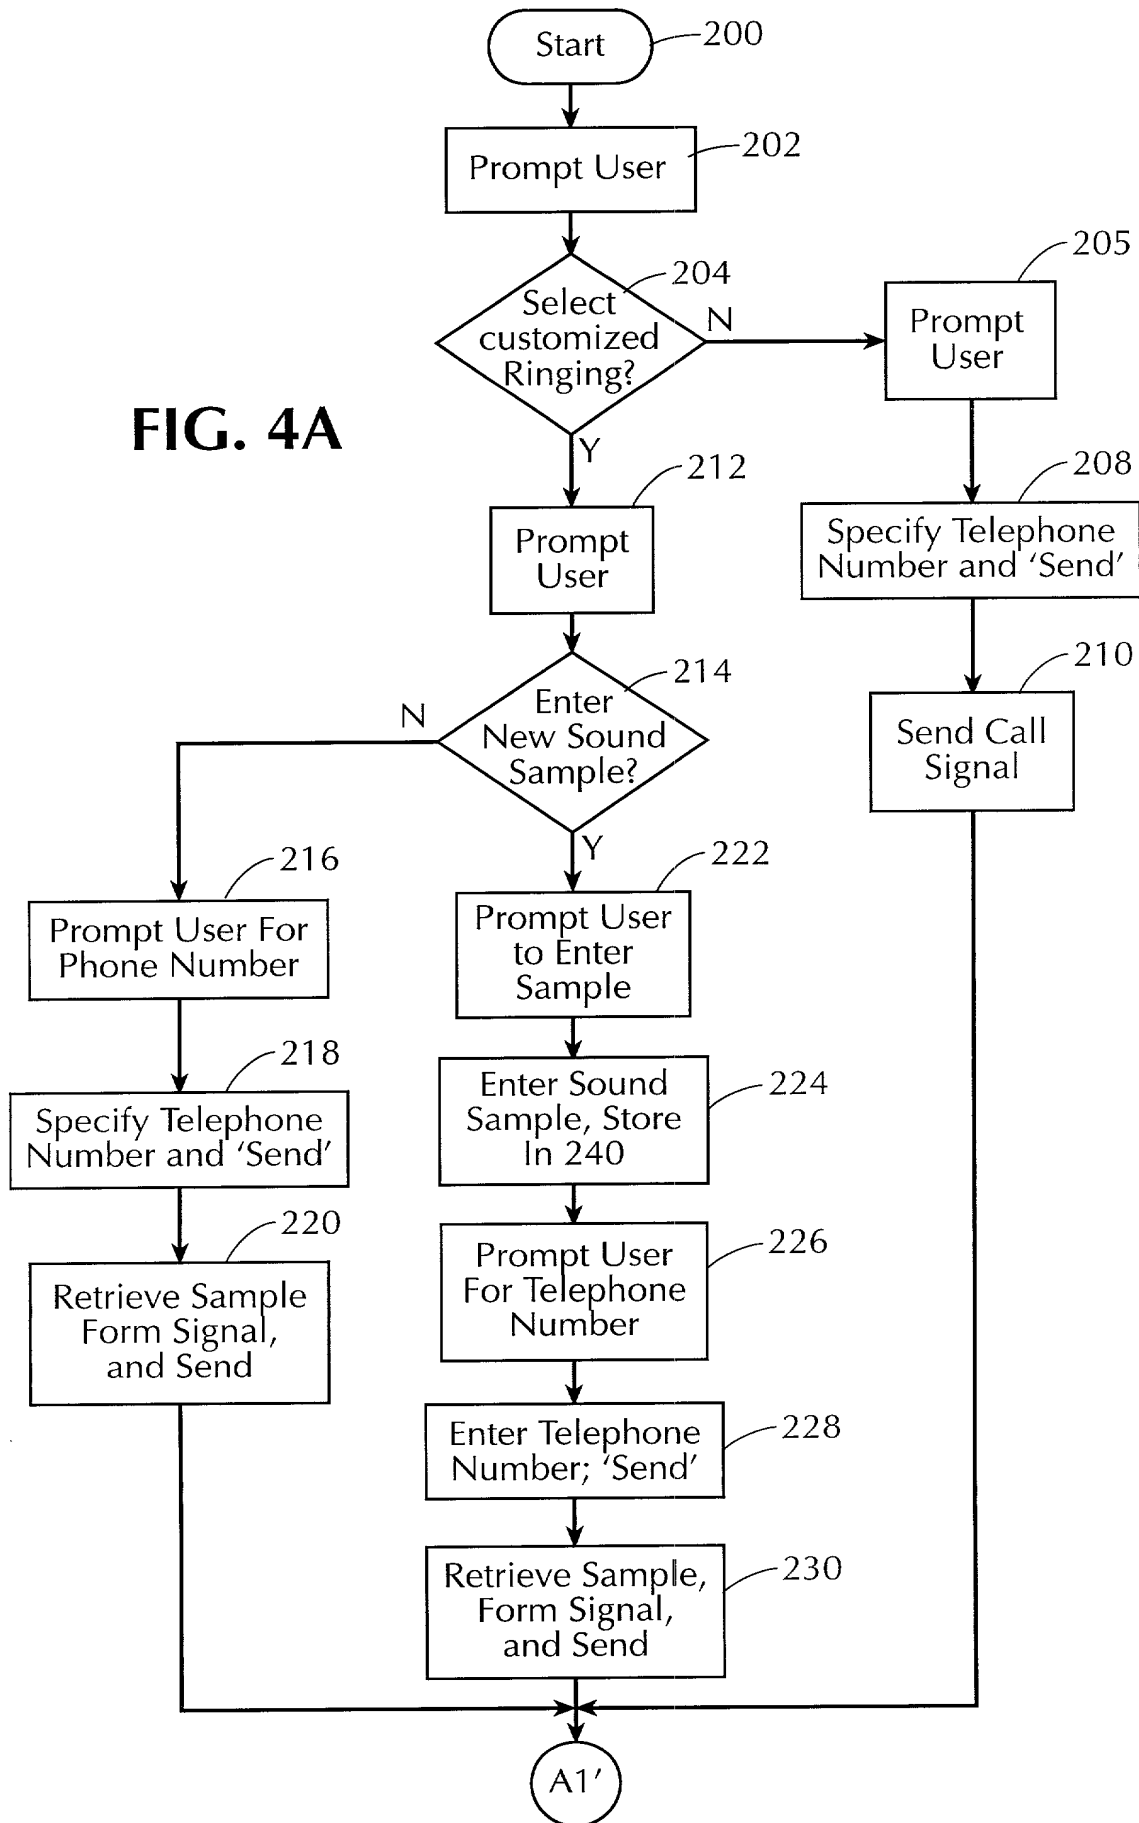 Start
200
Prompt User
202
Select
customized
Ringing?
204
N
Y
205
Prompt
User
FIG. 4A
212
Prompt
User
208
Specify Telephone
Number and ‘Send’
210
Send Call
Signal
214
Enter
New Sound
Sample?
N
Y
216
Prompt User For
Phone Number
222
Prompt User
to Enter
Sample
218
Specify Telephone
Number and ‘Send’
224
Enter Sound
Sample, Store
In 240
220
Retrieve Sample
Form Signal,
and Send
226
Prompt User
For Telephone
Number
228
Enter Telephone
Number; ‘Send’
230
Retrieve Sample,
Form Signal,
and Send
A1′